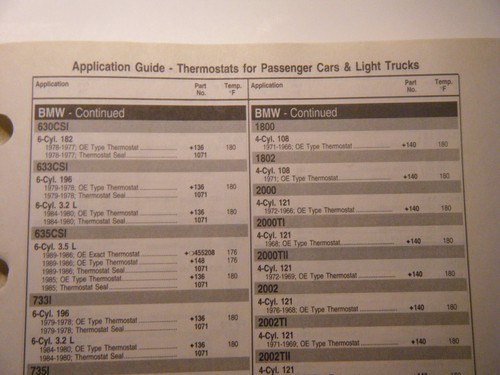 Application Guide - Thermostats for Passenger Cars & Light Trucks
Application Part No. Temp. °F
BMW - Continued
630CSI
6-Cyl. 182
1978-1977; OE Type Thermostat +136 180
1978-1977; Thermostat Seal 1071
633CSI
6-Cyl. 196
1979-1978; OE Type Thermostat +136 180
1979-1978; Thermostat Seal 1071
6-Cyl. 3.2 L
1984-1980; OE Type Thermostat +136 180
1984-1980; Thermostat Seal 1071
635CSI
6-Cyl. 3.5 L
1989-1986; OE Exact Thermostat 455208 176
1989-1986; OE Type Thermostat +148 176
1989-1986; Thermostat Seal 1071
1985; OE Type Thermostat +136 180
1985; Thermostat Seal 1071
733I
6-Cyl. 196
1979-1978; OE Type Thermostat +136 180
1979-1978; Thermostat Seal 1071
6-Cyl. 3.2 L
1984-1980; OE Type Thermostat +136 180
1984-1980; Thermostat Seal 1071
735I
Application Part No. Temp. °F
BMW - Continued
1800
4-Cyl. 108
1971-1966; OE Type Thermostat +140 180
1802
4-Cyl. 108
1971; OE Type Thermostat +140 180
2000
4-Cyl. 121
1972-1966; OE Type Thermostat +140 180
2000TI
4-Cyl. 121
1968; OE Type Thermostat +140 180
2000TII
4-Cyl. 121
1972-1969; OE Type Thermostat +140 180
2002
4-Cyl. 121
1976-1968; OE Type Thermostat +140 180
2002TI
4-Cyl. 121
1971-1969; OE Type Thermostat +140 180
2002TII
4-Cyl. 121
OE Type Thermostat +140 180